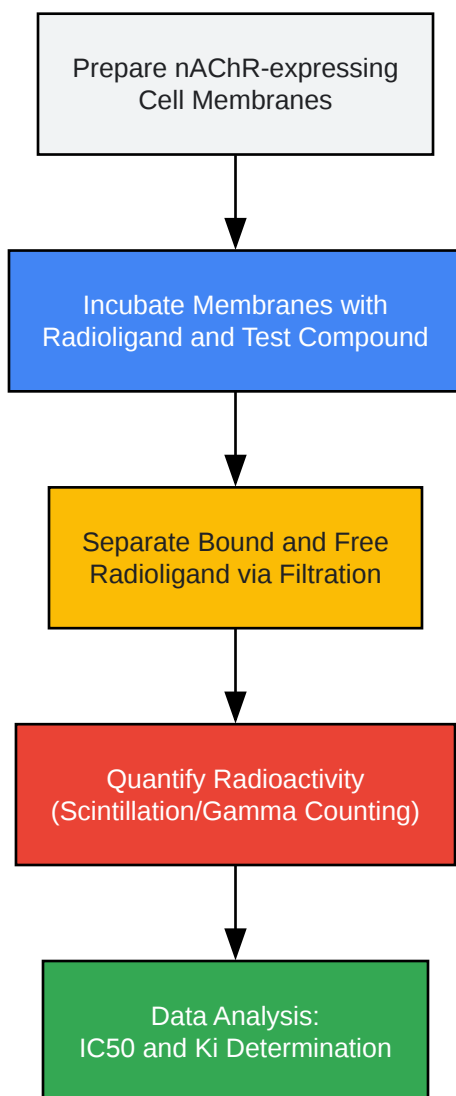 Prepare nAChR-expressing
Cell Membranes
Incubate Membranes with
Radioligand and Test Compound
Separate Bound and Free
Radioligand via Filtration
Quantify Radioactivity
(Scintillation/Gamma Counting)
Data Analysis:
IC50 and Ki Determination